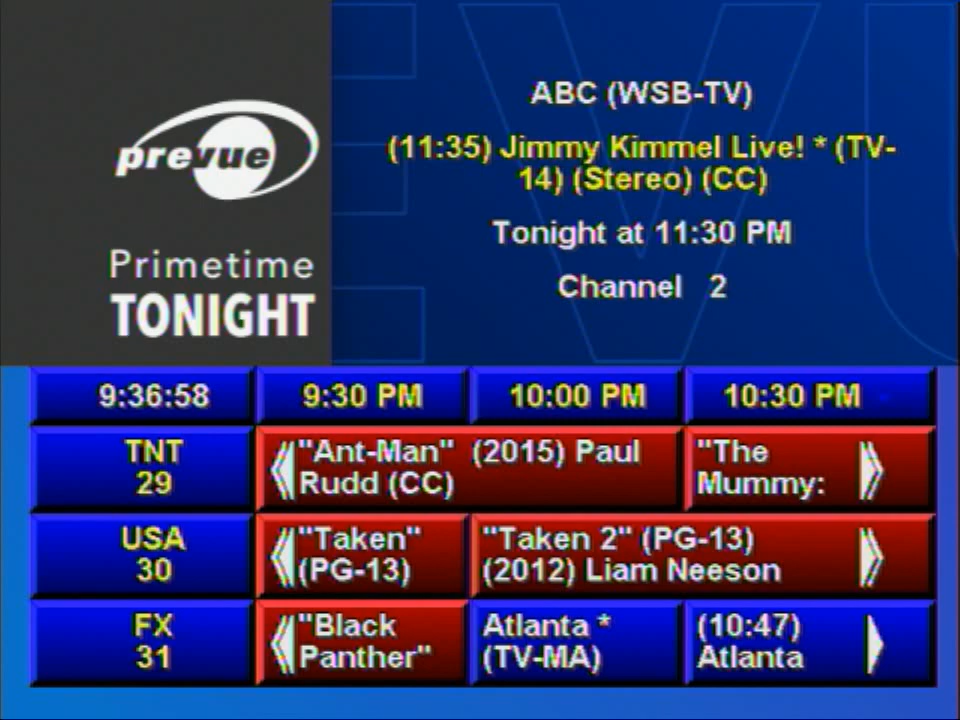 prevue
Primetime
TONIGHT
ABC (WSB-TV)
(11:35) Jimmy Kimmel Live! * (TV-
14) (Stereo) (CC)
Tonight at 11:30 PM
Channel 2
9:36:58
9:30 PM
10:00 PM
10:30 PM
TNT
29
"Ant-Man" (2015) Paul
Rudd (CC)
"The
Mummy:
USA
30
"Taken"
(PG-13)
"Taken 2" (PG-13)
(2012) Liam Neeson
FX
31
"Black
Panther"
Atlanta *
(TV-MA)
(10:47)
Atlanta